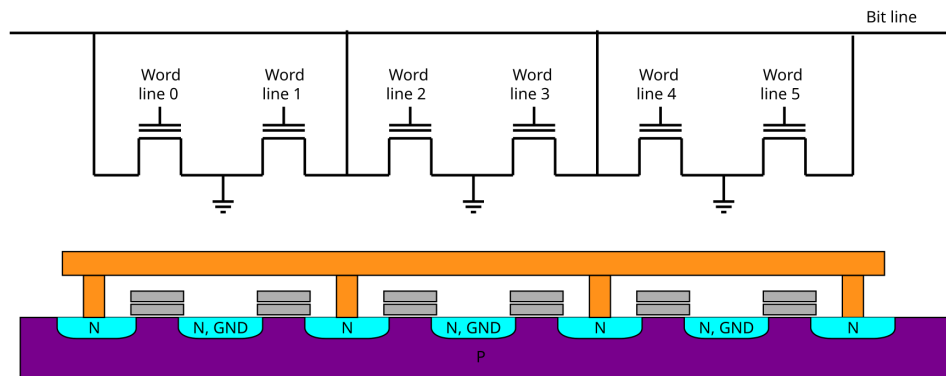 Bit line
Word
line 0
Word
line 1
Word
line 2
Word
line 3
Word
line 4
Word
line 5
N
N, GND
N
N, GND
N
N, GND
N
P